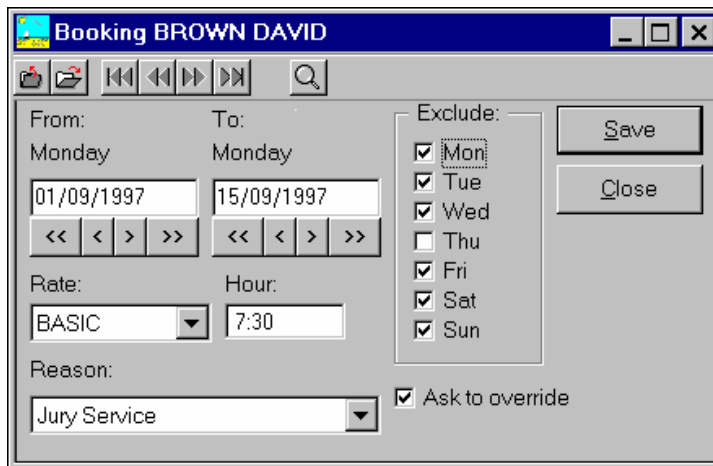 Booking BROWN DAVID
From:
To:
Monday
Monday
01/09/1997
15/09/1997
<< < > >>
<< < > >>
Rate:
Hour:
BASIC
7:30
Reason:
Jury Service
Exclude:
Mon
Tue
Wed
Thu
Fri
Sat
Sun
Ask to override
Save
Close